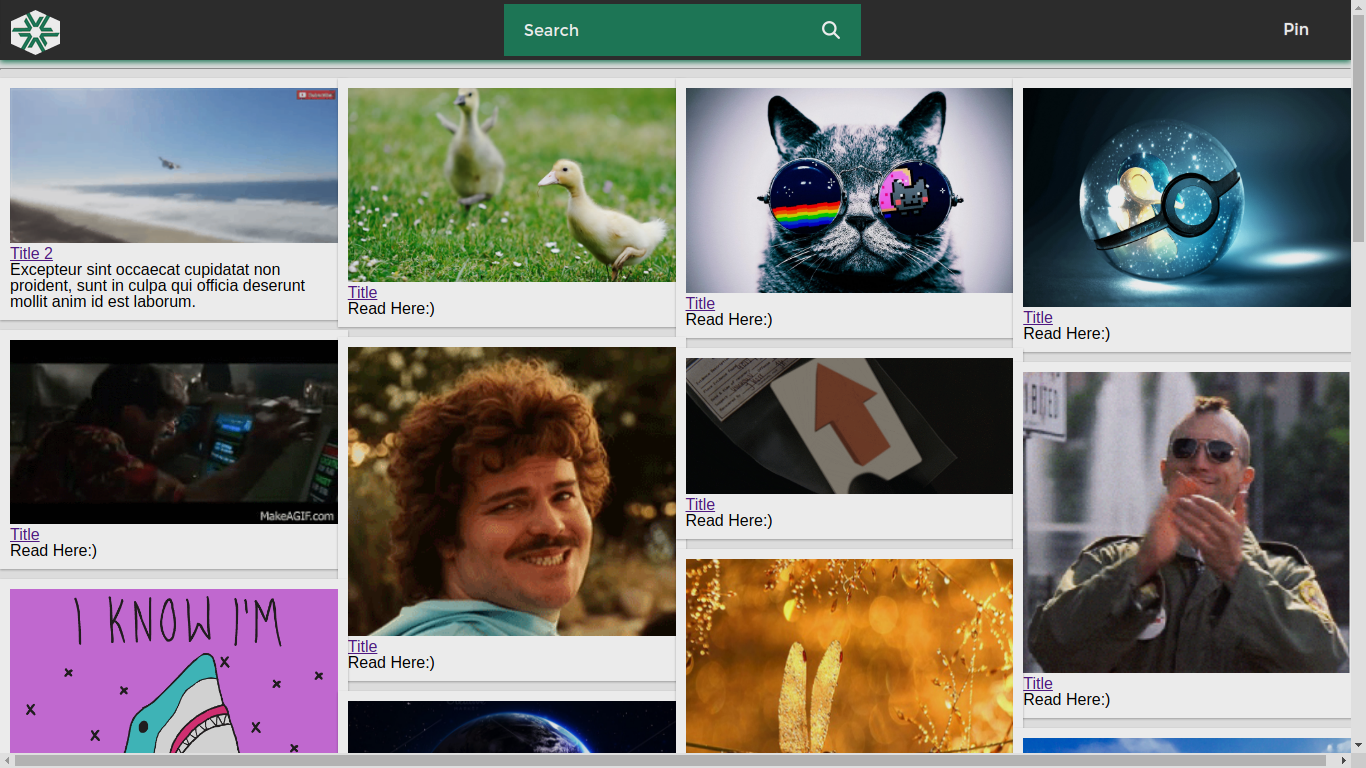 Search
Pin
Title 2
Excepteur sint occaecat cupidatat non
proident, sunt in culpa qui officia deserunt
mollit anim id est laborum.
Title
Read Here:)
Title
Read Here:)
Title
Read Here:)
MakeAGIF.com
Title
Read Here:)
Title
Read Here:)
Title
Read Here:)
Title
Read Here:)
I KNOW I'M